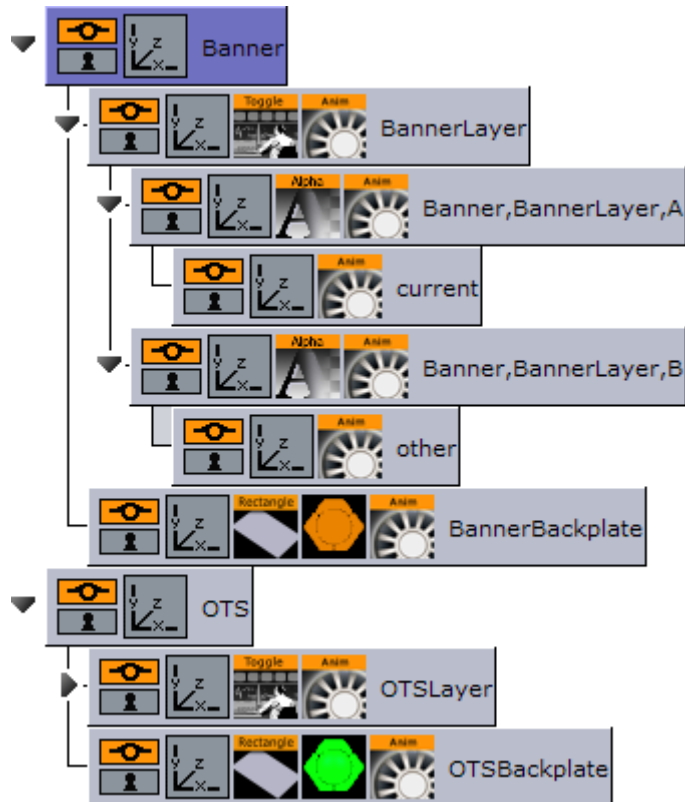 Banner
Toggle Anim BannerLayer
Alpha Anim Banner,BannerLayer,A
Anim current
Alpha Anim Banner,BannerLayer,B
Anim other
Rectangle Anim BannerBackplate
OTS
Toggle Anim OTSLayer
Rectangle Anim OTSBackplate